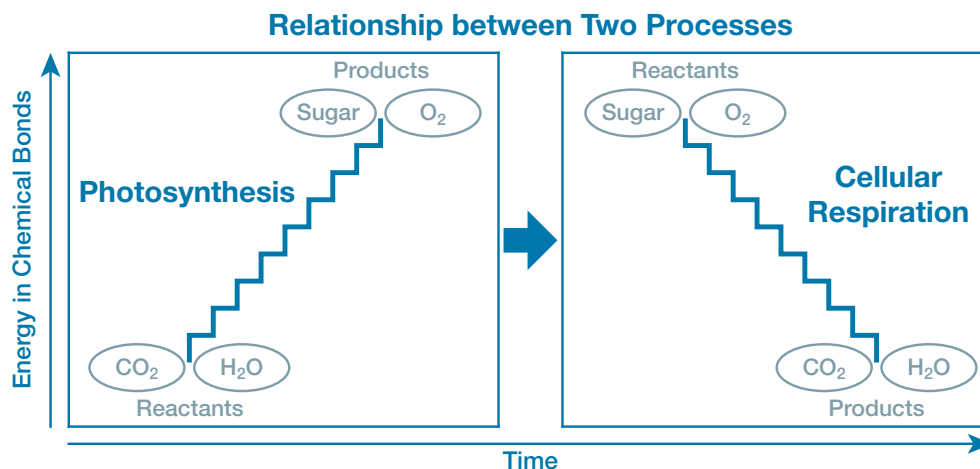 Relationship between Two Processes
Energy in Chemical Bonds
Products
Sugar
O₂
Photosynthesis
CO₂
H₂O
Reactants
Reactants
Sugar
O₂
Cellular
Respiration
CO₂
H₂O
Products
Time